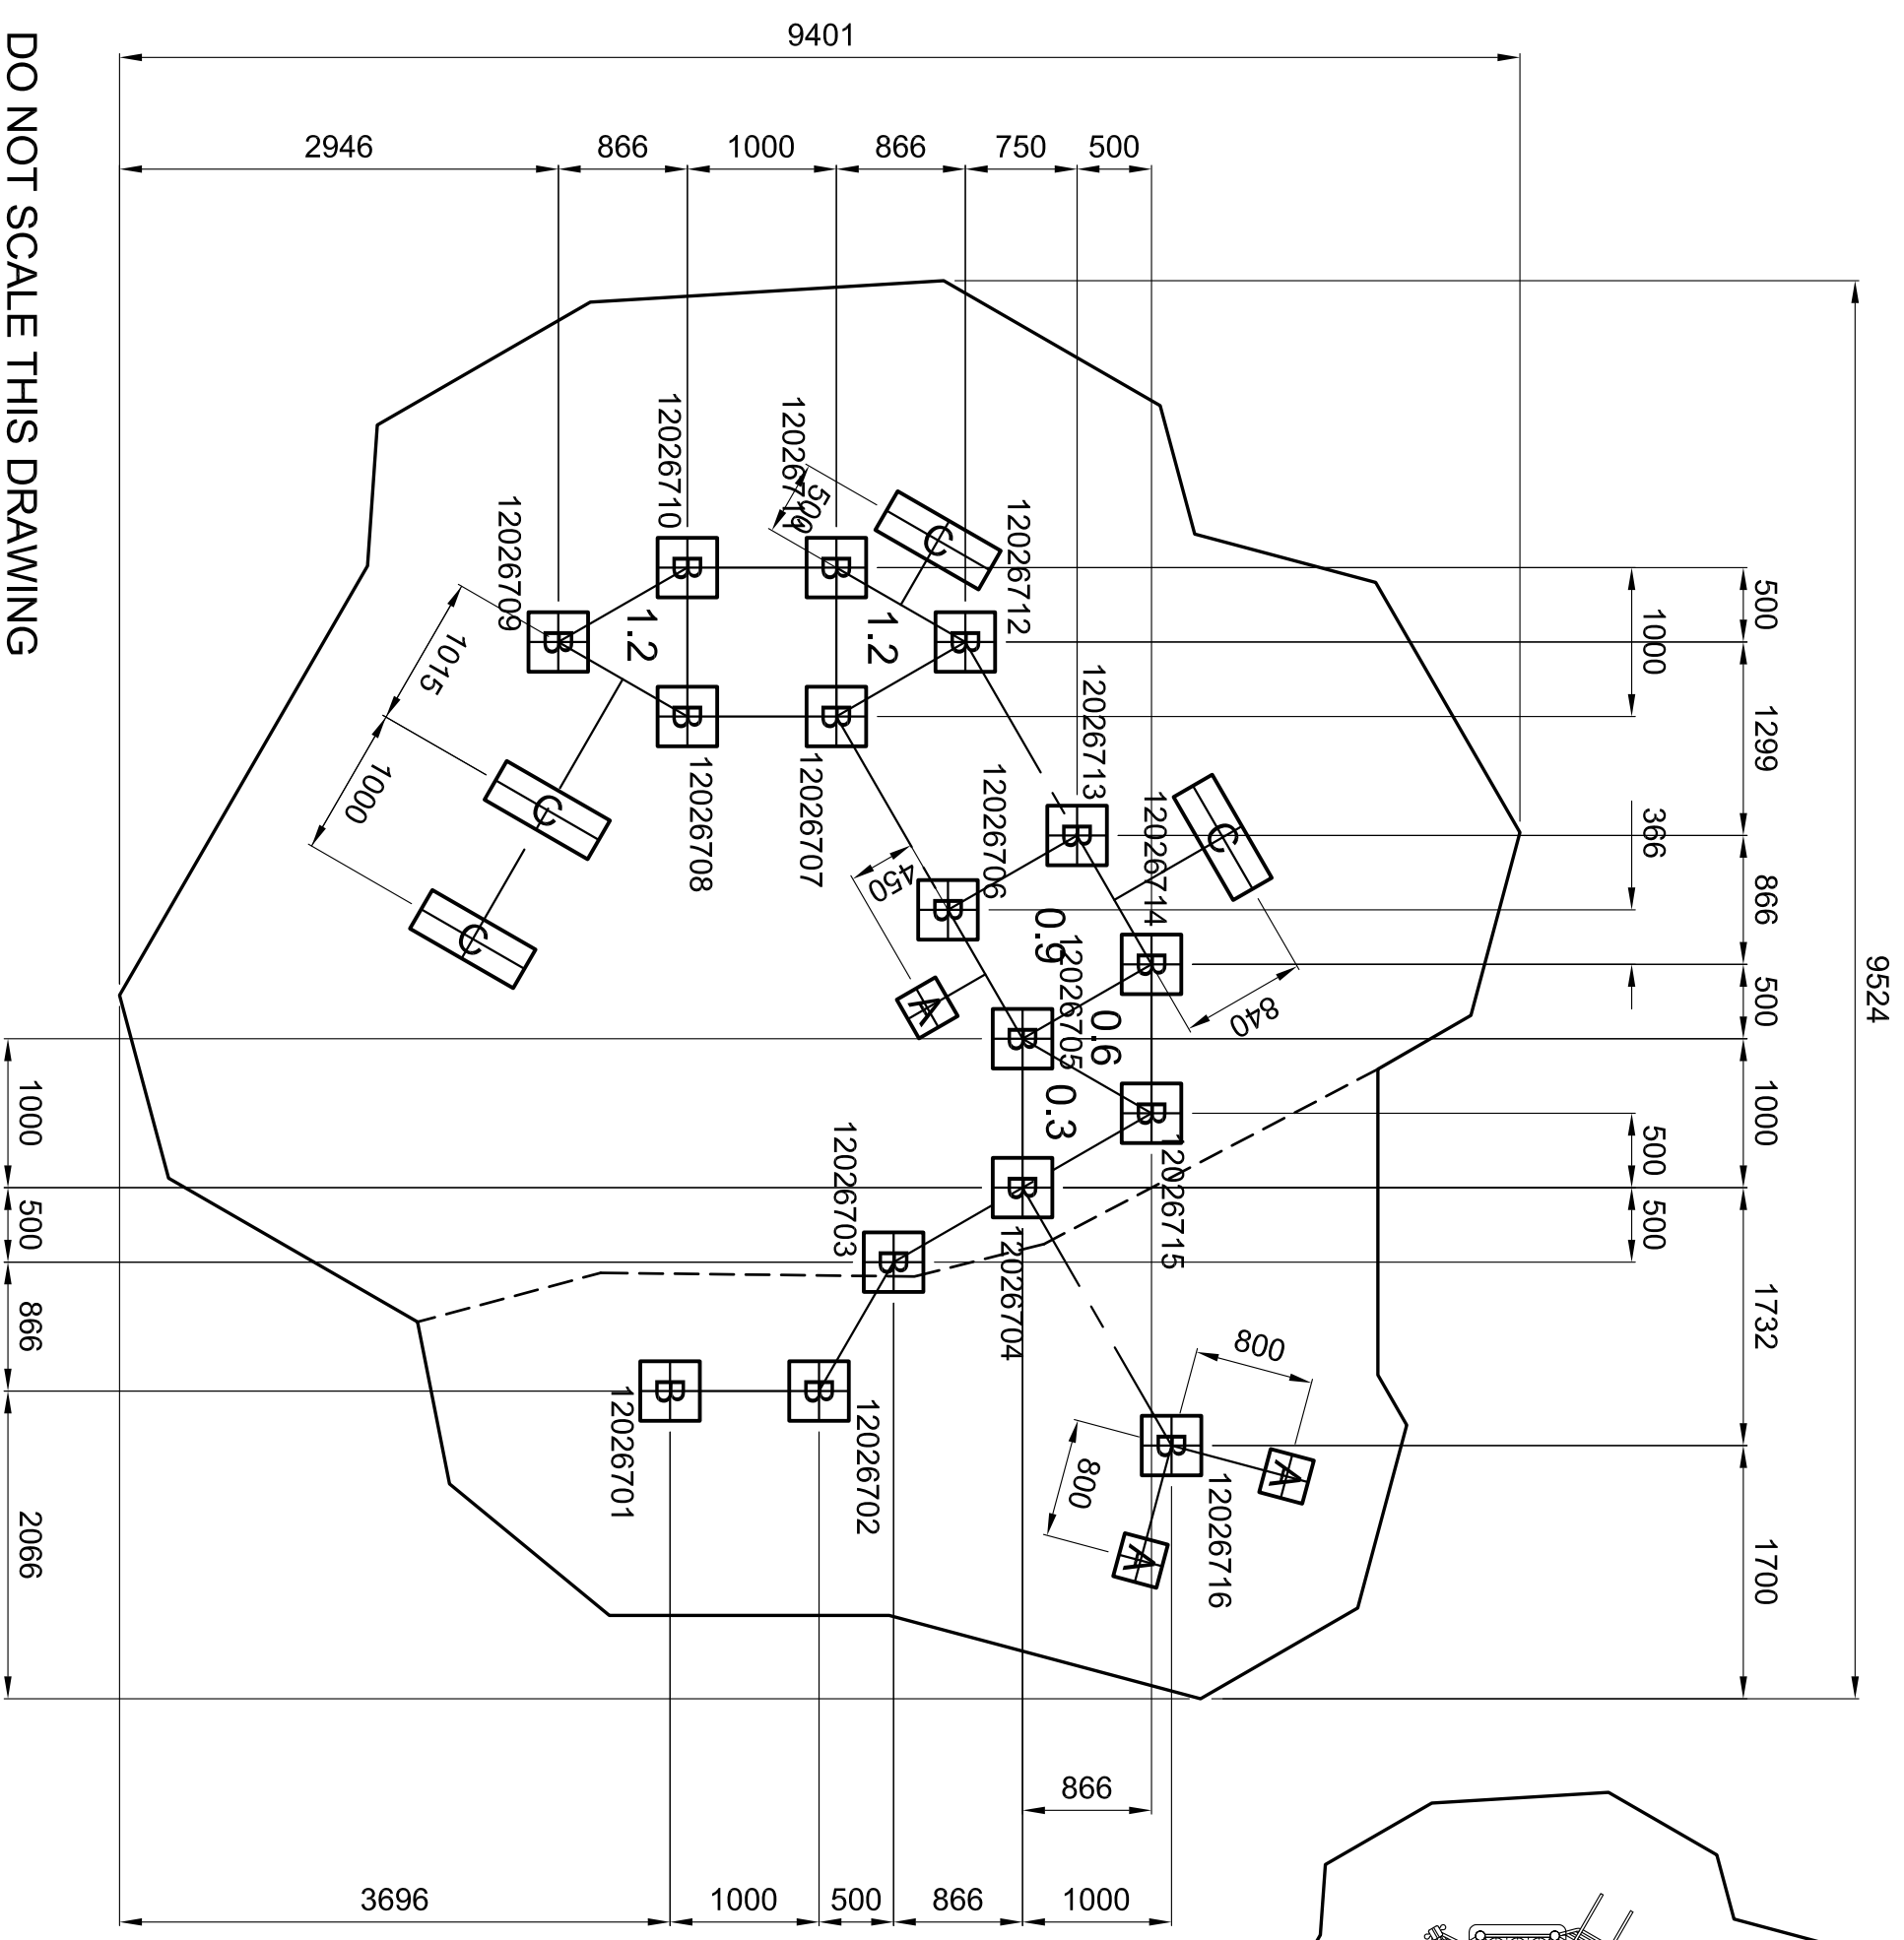 9401
2946
866
1000
866
750
500
DO NOT SCALE THIS DRAWING
9524
500
1299
866
500
1000
1732
1700
1000
366
500
500
12026710
12026711
500
C
12026712
12026709
B
B
B
B
1.2
1.2
12026713
1015
B
B
12026708
12026707
12026706
12026714
C
1000
C
B
C
450
B
0.9
B
840
A
12026705
0.6
B
0.3
B
12026715
12026703
B
12026704
B
1000
500
866
2066
B
12026701
B
12026702
800
800
B
12026716
A
A
866
3696
1000
500
866
1000